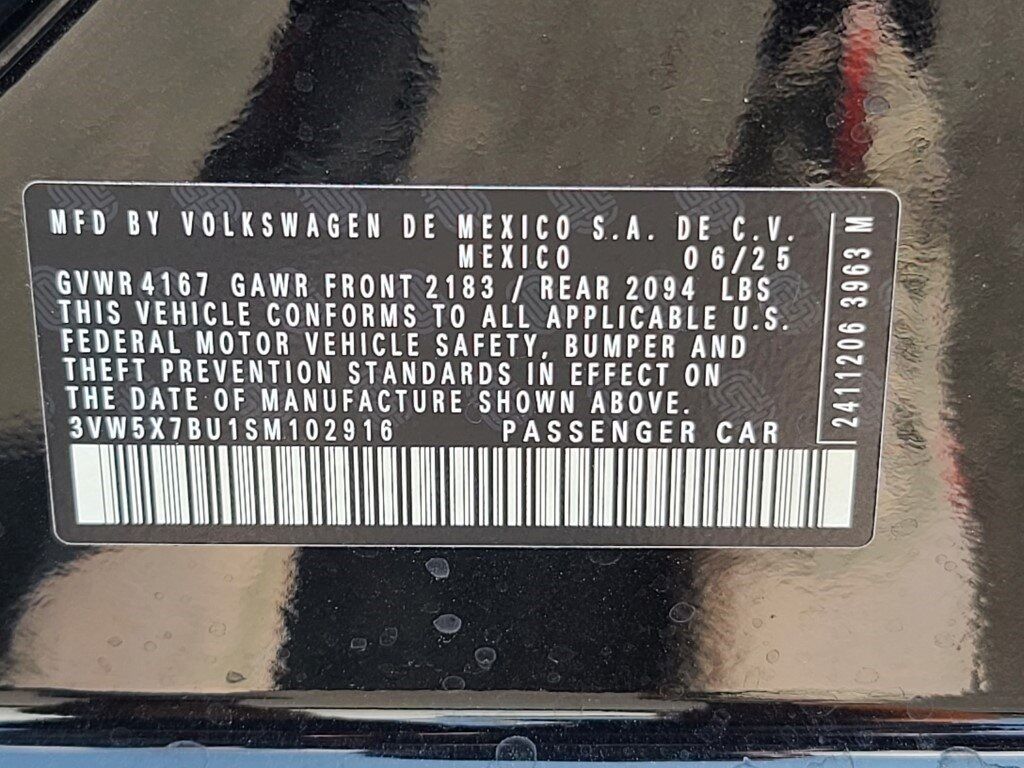 MFD BY VOLKSWAGEN DE MEXICO S.A. DE C.V.
MEXICO 06/25
GVWR 4167 GAWR FRONT 2183 / REAR 2094 LBS
THIS VEHICLE CONFORMS TO ALL APPLICABLE U.S.
FEDERAL MOTOR VEHICLE SAFETY, BUMPER AND
THEFT PREVENTION STANDARDS IN EFFECT ON
THE DATE OF MANUFACTURE SHOWN ABOVE.
3VW5X7BU1SM102916 PASSENGER CAR
24111206 3963 M